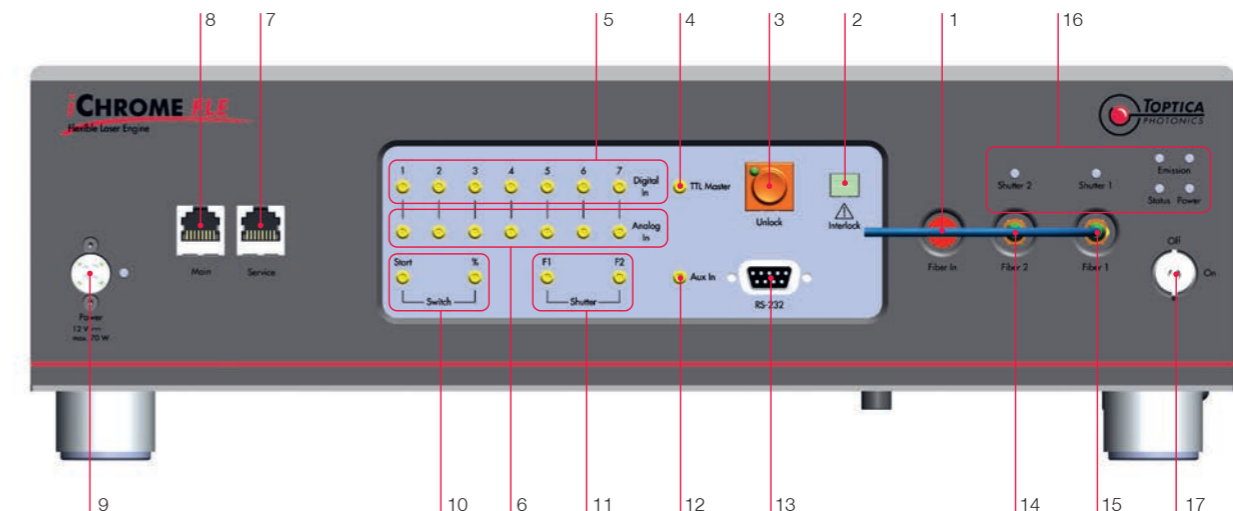 8 7 5 4 3 2 1 16
iCHROME FLE
Flexible Laser Engine
TOPTICA
PHOTONICS
1 2 3 4 5 6 7
Digital
In
TTL Master
Unlock
Interlock
Analog
In
Shutter 2
Shutter 1
Emission
Status Power
Main
Service
Fiber In
Fiber 2
Fiber 1
Off
On
Start %
Switch
F1 F2
Shutter
Aux In
RS-232
Power
12 V
max. 70 W
9 10 6 11 12 13 14 15 17